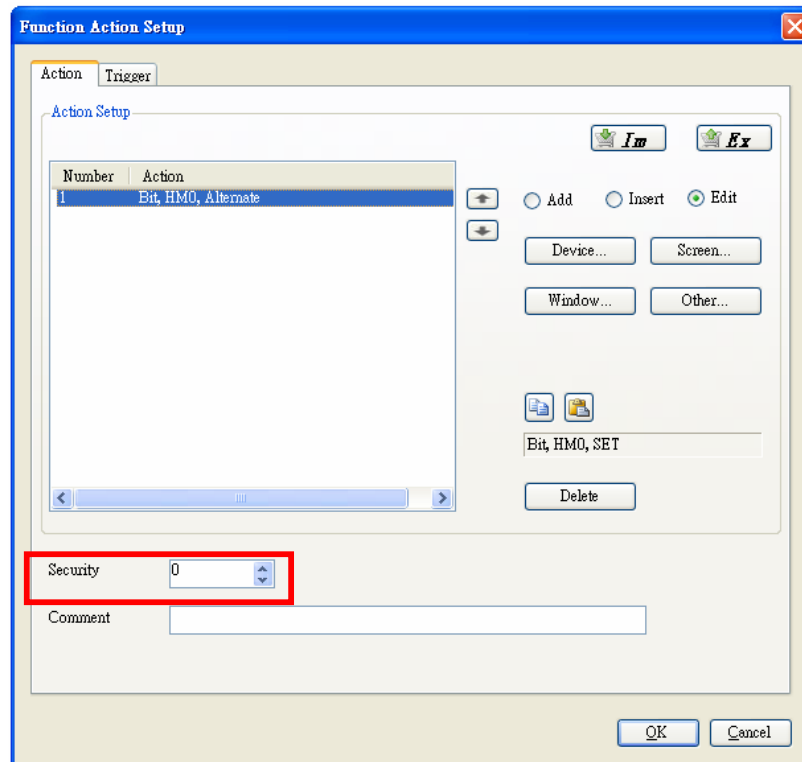 Function Action Setup
Action Trigger
Action Setup
Im Ex
Number Action
1 Bit, HM0, Alternate
Add Insert Edit
Device... Screen...
Window... Other...
Bit, HM0, SET
Delete
Security 0
Comment
OK Cancel